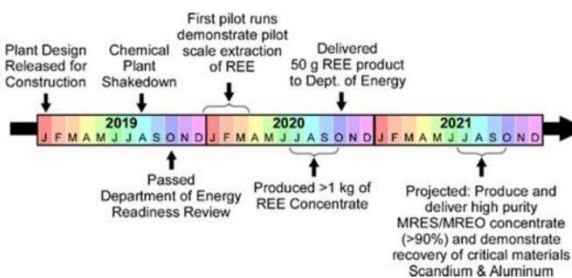 First pilot runs
demonstrate pilot
scale extraction
of REE
Plant Design
Released for
Construction
Chemical
Plant
Shakedown
Delivered
50 g REE product
to Dept. of Energy
2019 2020 2021
J F M A M J J A S O N D J F M A M J J A S O N D J F M A M J J A S O N D
Passed
Department of Energy
Readiness Review
Produced >1 kg of
REE Concentrate
Projected: Produce and
deliver high purity
MRES/MREO concentrate
(>90%) and demonstrate
recovery of critical materials
Scandium & Aluminum